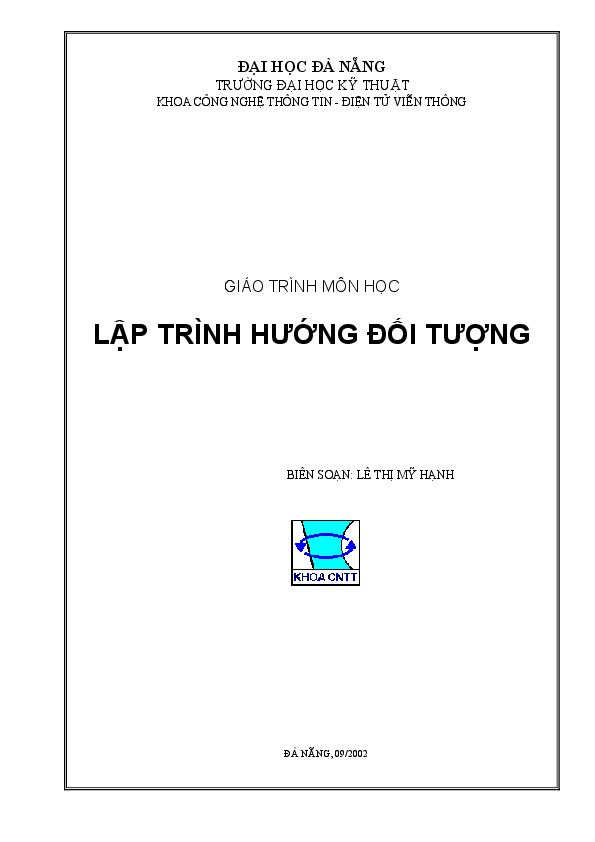 ĐẠI HỌC ĐÀ NẴNG
TRƯỜNG ĐẠI HỌC KỸ THUẬT
KHOA CÔNG NGHỆ THÔNG TIN - ĐIỆN TỬ VIỄN THÔNG
GIÁO TRÌNH MÔN HỌC
LẬP TRÌNH HƯỚNG ĐỐI TƯỢNG
BIÊN SOẠN: LÊ THỊ MỸ HẠNH
KHOA CNTT
ĐÀ NẴNG, 09/2002